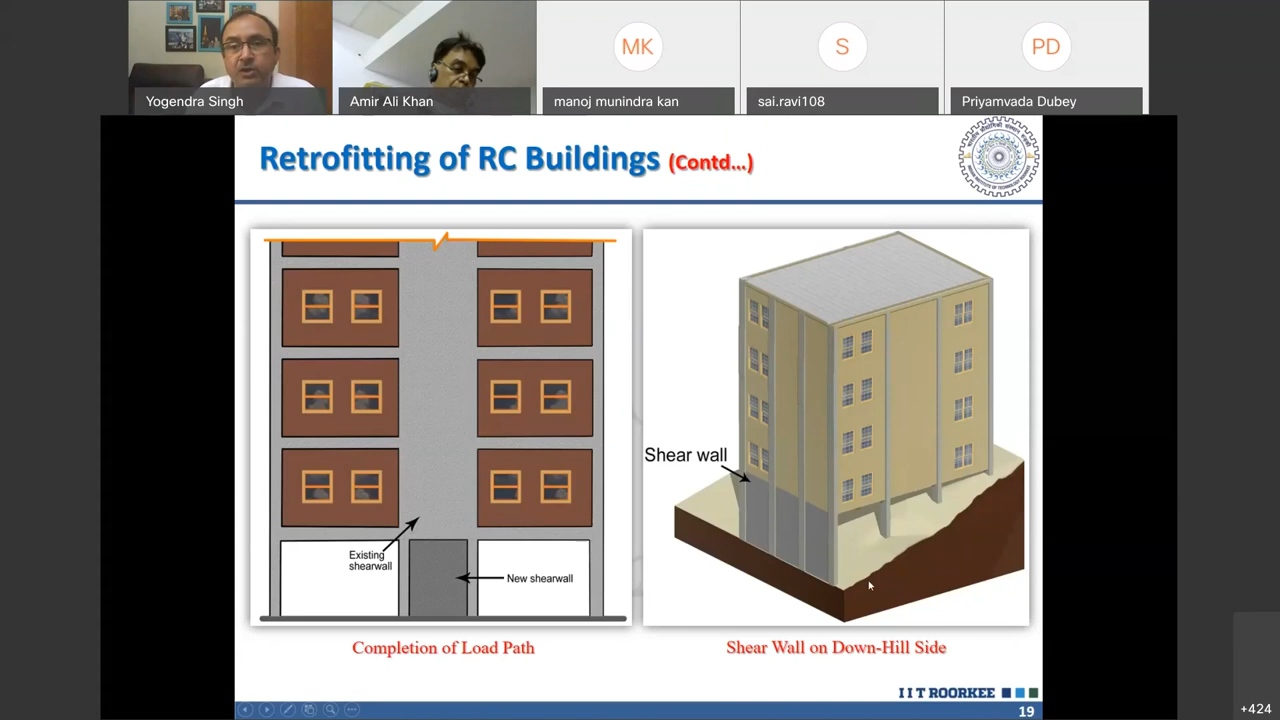 Yogendra Singh
Amir Ali Khan
MK
manoj munindra kan
S
sai.ravi108
PD
Priyamvada Dubey
Retrofitting of RC Buildings (Contd...)
Existing
shearwall
New shearwall
Shear wall
Completion of Load Path
Shear Wall on Down-Hill Side
I I T ROORKEE
19
+424